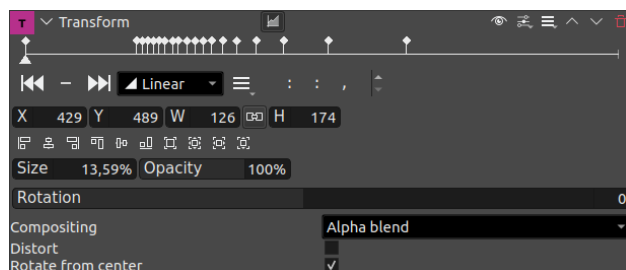 T Transform
Linear : : ,
X 429 Y 489 W 126 H 174
Size 13,59% Opacity 100%
Rotation 0
Compositing Alpha blend
Distort
Rotate from center